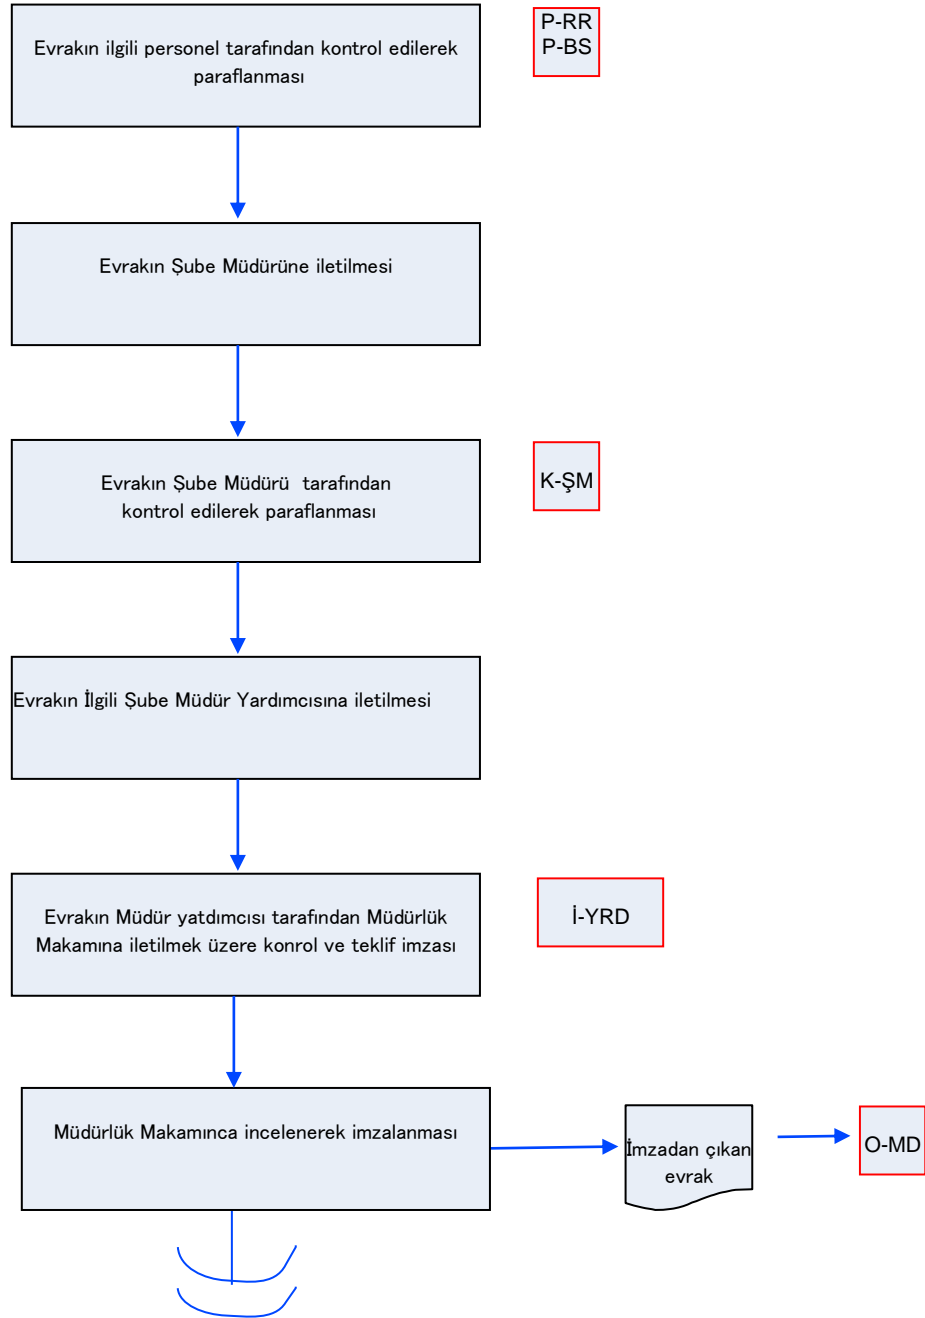 Evrakın ilgili personel tarafından kontrol edilerek
paraflanması
P-RR
P-BS
Evrakın Şube Müdürüne iletilmesi
Evrakın Şube Müdürü tarafından
kontrol edilerek paraflanması
K-ŞM
Evrakın İlgili Şube Müdür Yardımcısına iletilmesi
Evrakın Müdür yatdımcısı tarafından Müdürlük
Makamına iletilmek üzere konrol ve teklif imzası
İ-YRD
Müdürlük Makamınca incelenerek imzalanması
İmzadan çıkan
evrak
O-MD